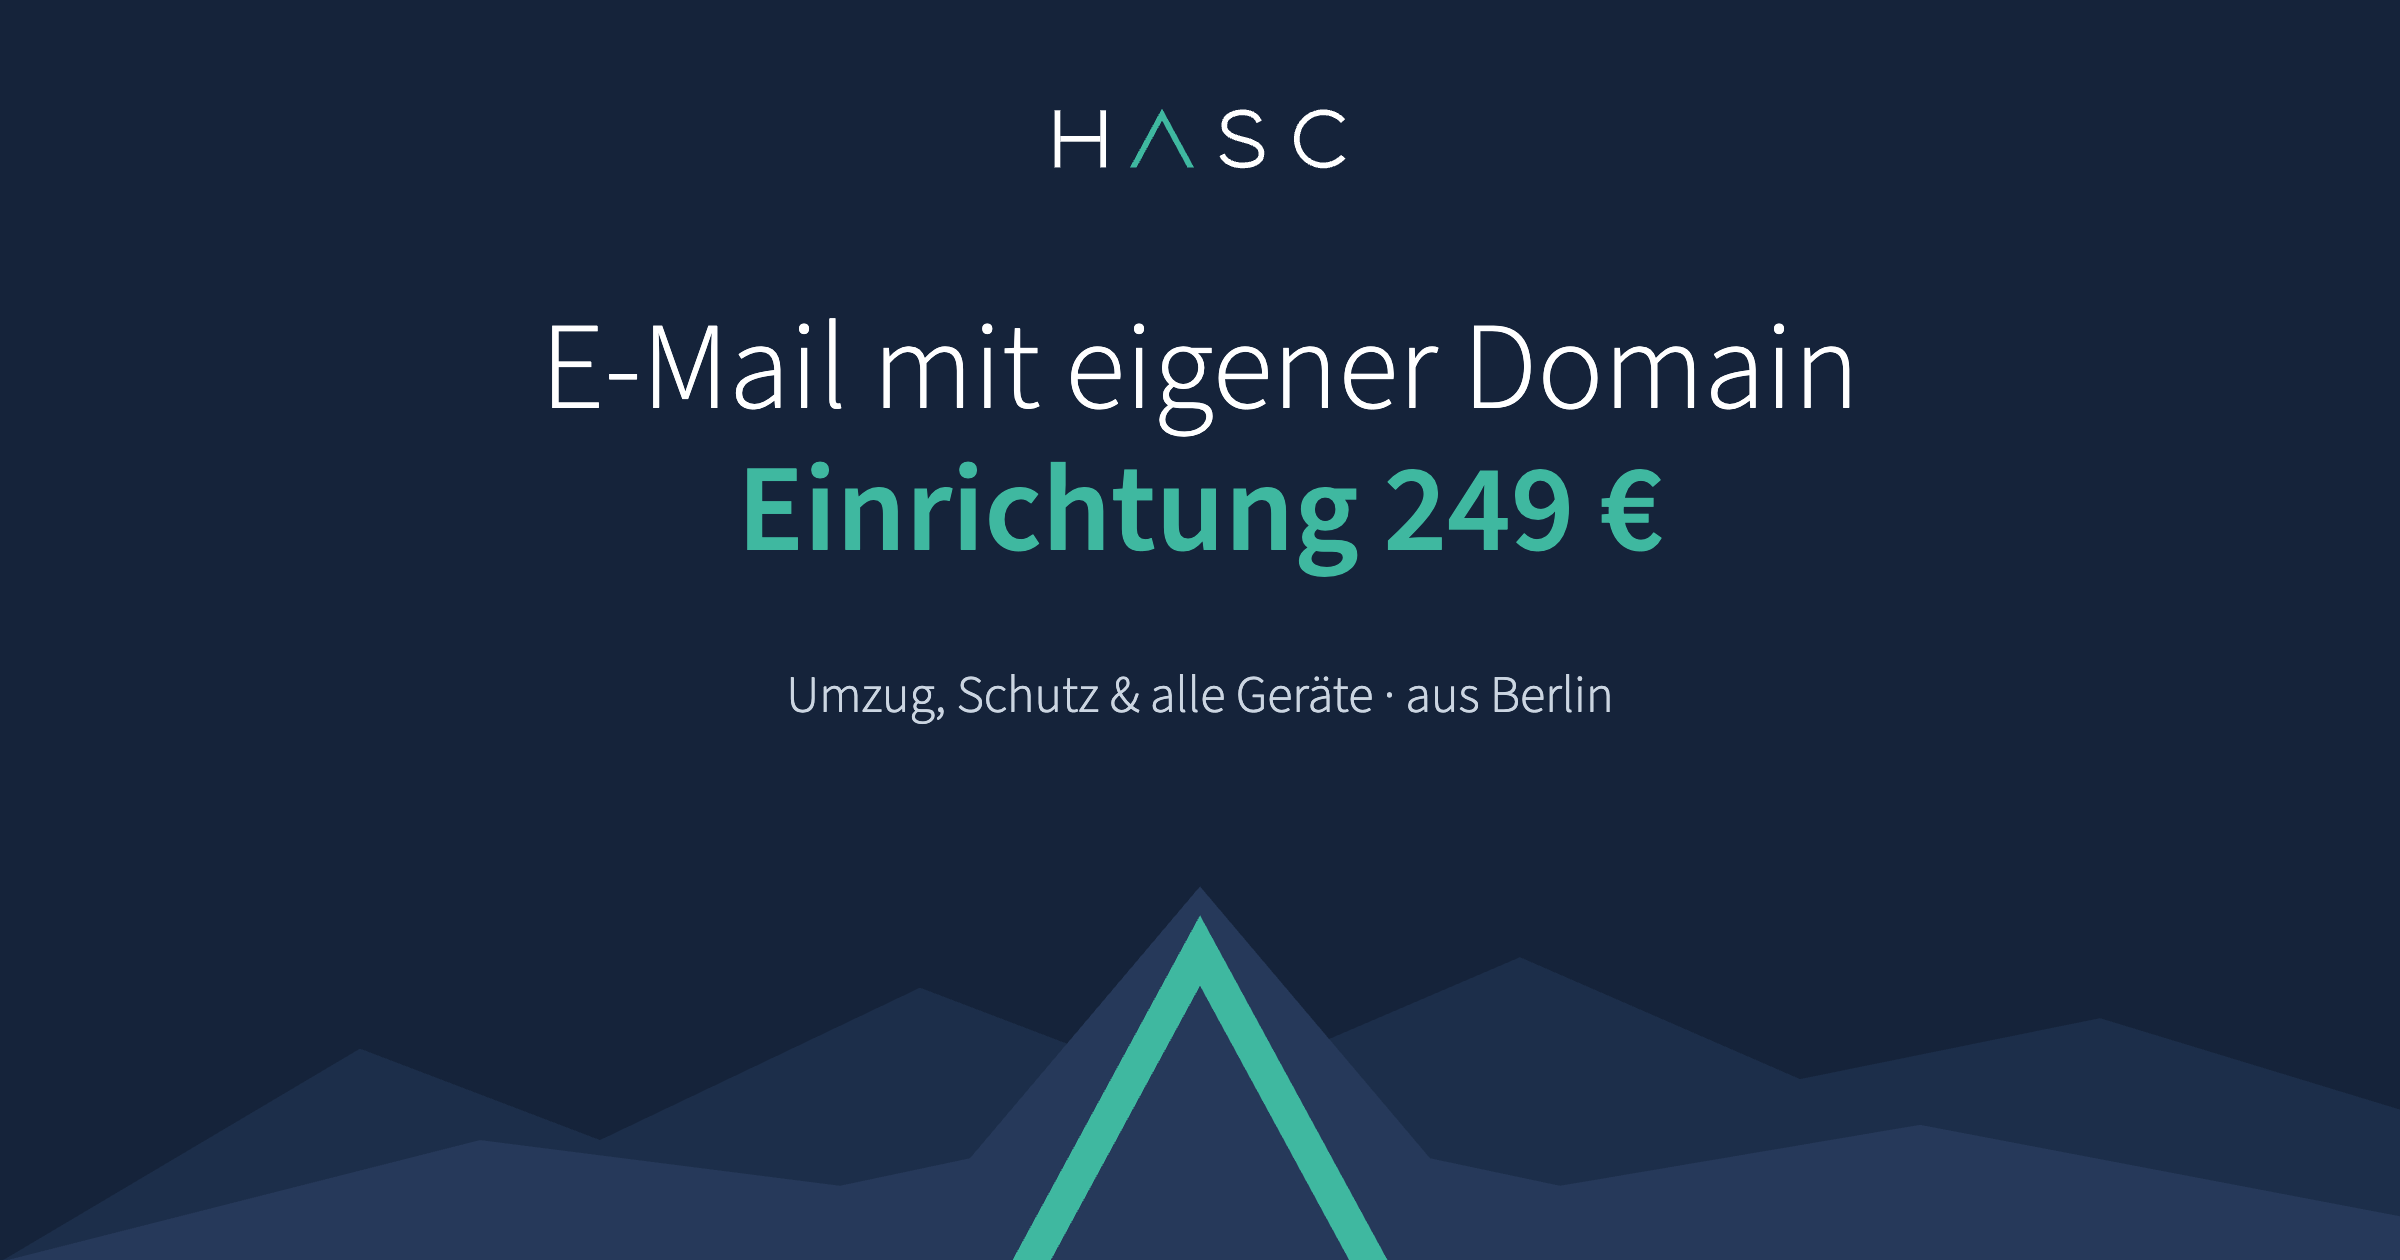 HASC
E-Mail mit eigener Domain
Einrichtung 249 €
Umzug, Schutz & alle Geräte · aus Berlin